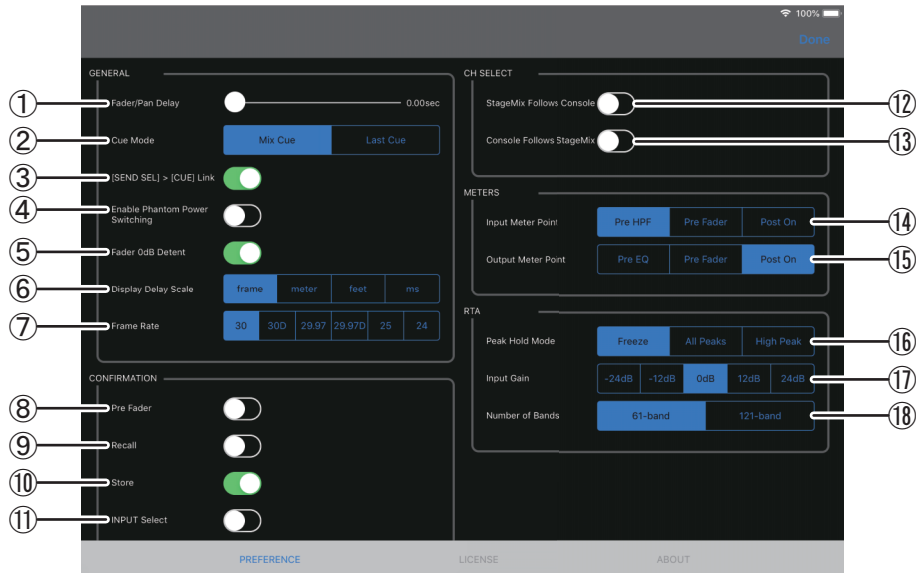 100%
Done
GENERAL
① Fader/Pan Delay 0.00sec
② Cue Mode Mix Cue Last Cue
③ [SEND SEL] > [CUE] Link
④ Enable Phantom Power
Switching
⑤ Fader 0dB Detent
⑥ Display Delay Scale frame meter feet ms
⑦ Frame Rate 30 30D 29.97 29.97D 25 24
CONFIRMATION
⑧ Pre Fader
⑨ Recall
⑩ Store
⑪ INPUT Select
CH SELECT
StageMix Follows Console ⑫
Console Follows StageMix ⑬
METERS
Input Meter Point Pre HPF Pre Fader Post On ⑭
Output Meter Point Pre EQ Pre Fader Post On ⑮
RTA
Peak Hold Mode Freeze All Peaks High Peak ⑯
Input Gain -24dB -12dB 0dB 12dB 24dB ⑰
Number of Bands 61-band 121-band ⑱
PREFERENCE LICENSE ABOUT